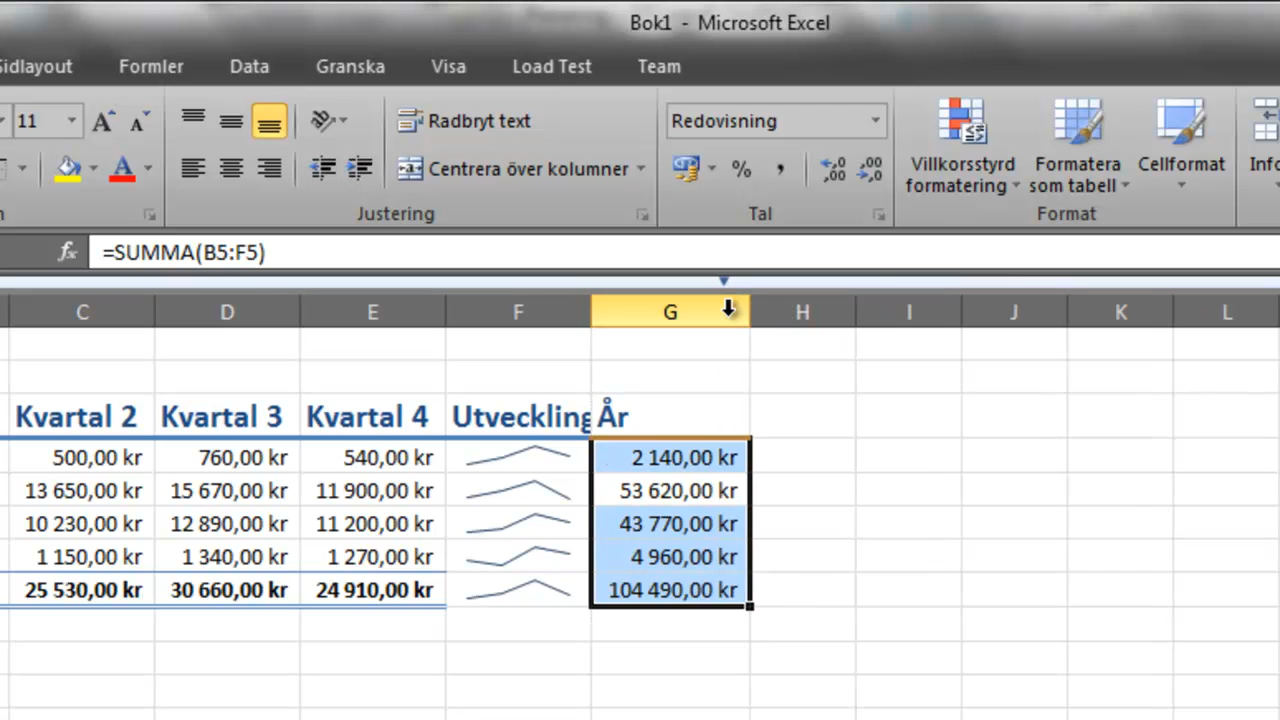 Bok1 - Microsoft Excel
Sidlayout Formler Data Granska Visa Load Test Team
11 A A Radbryt text Redovisning
A Centrera över kolumner % , ,00 ,00
Villkorsstyrd formatering Formatera som tabell Cellformat
Justering Tal Format
fx =SUMMA(B5:F5)
C D E F G H I J K L
Kvartal 2 Kvartal 3 Kvartal 4 Utveckling År
500,00 kr 760,00 kr 540,00 kr 2 140,00 kr
13 650,00 kr 15 670,00 kr 11 900,00 kr 53 620,00 kr
10 230,00 kr 12 890,00 kr 11 200,00 kr 43 770,00 kr
1 150,00 kr 1 340,00 kr 1 270,00 kr 4 960,00 kr
25 530,00 kr 30 660,00 kr 24 910,00 kr 104 490,00 kr